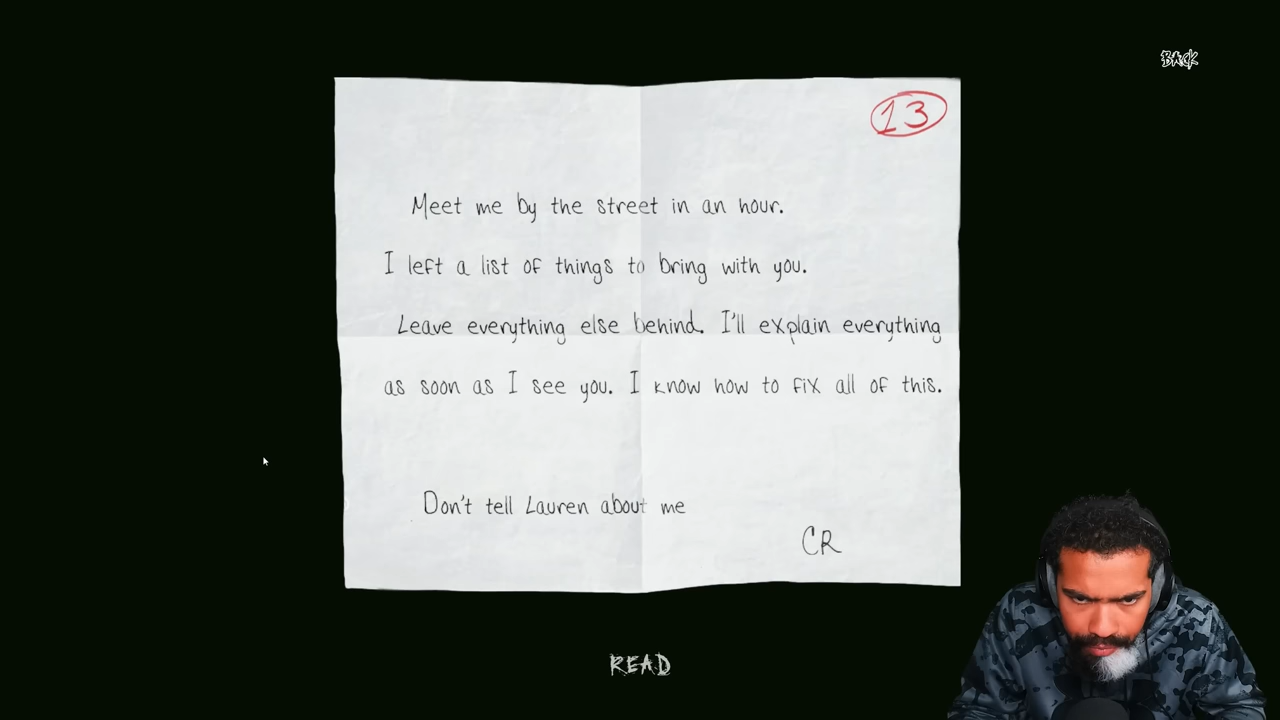 BACK
13
Meet me by the street in an hour.
I left a list of things to bring with you.
Leave everything else behind. I'll explain everything
as soon as I see you. I know how to fix all of this.
Don't tell Lauren about me
CR
READ